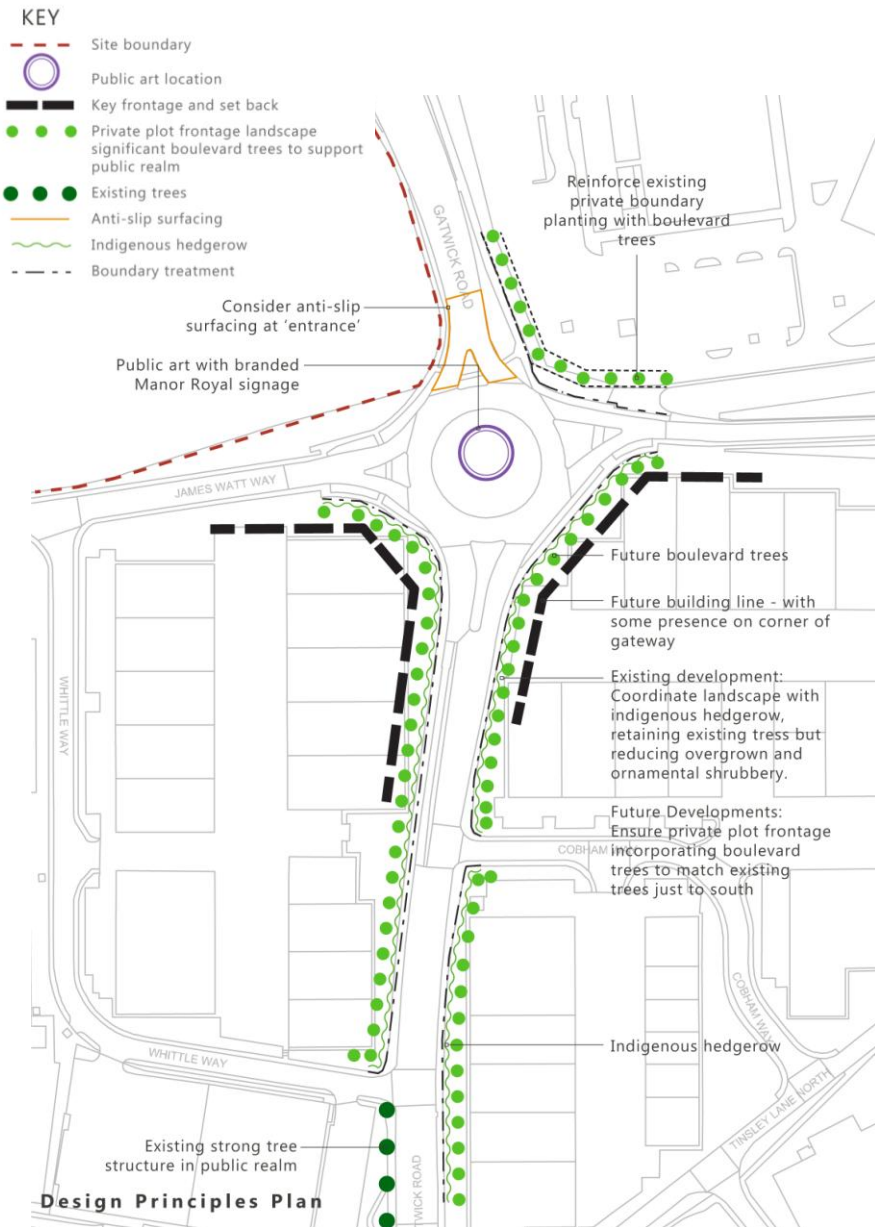 KEY
Site boundary
Public art location
Key frontage and set back
Private plot frontage landscape
significant boulevard trees to support
public realm
Existing trees
Anti-slip surfacing
Indigenous hedgerow
Boundary treatment
GATWICK ROAD
Reinforce existing
private boundary
planting with boulevard
trees
Consider anti-slip
surfacing at ‘entrance’
Public art with branded
Manor Royal signage
JAMES WATT WAY
WHITTLE WAY
Future boulevard trees
Future building line - with
some presence on corner of
gateway
Existing development:
Coordinate landscape with
indigenous hedgerow,
retaining existing tress but
reducing overgrown and
ornamental shrubbery.
Future Developments:
Ensure private plot frontage
COBHAM WAY
incorporating boulevard
trees to match existing
trees just to south
COBHAM WAY
WHITTLE WAY
Indigenous hedgerow
TINSLEY LANE NORTH
Existing strong tree
structure in public realm
TWICK ROAD
Design Principles Plan